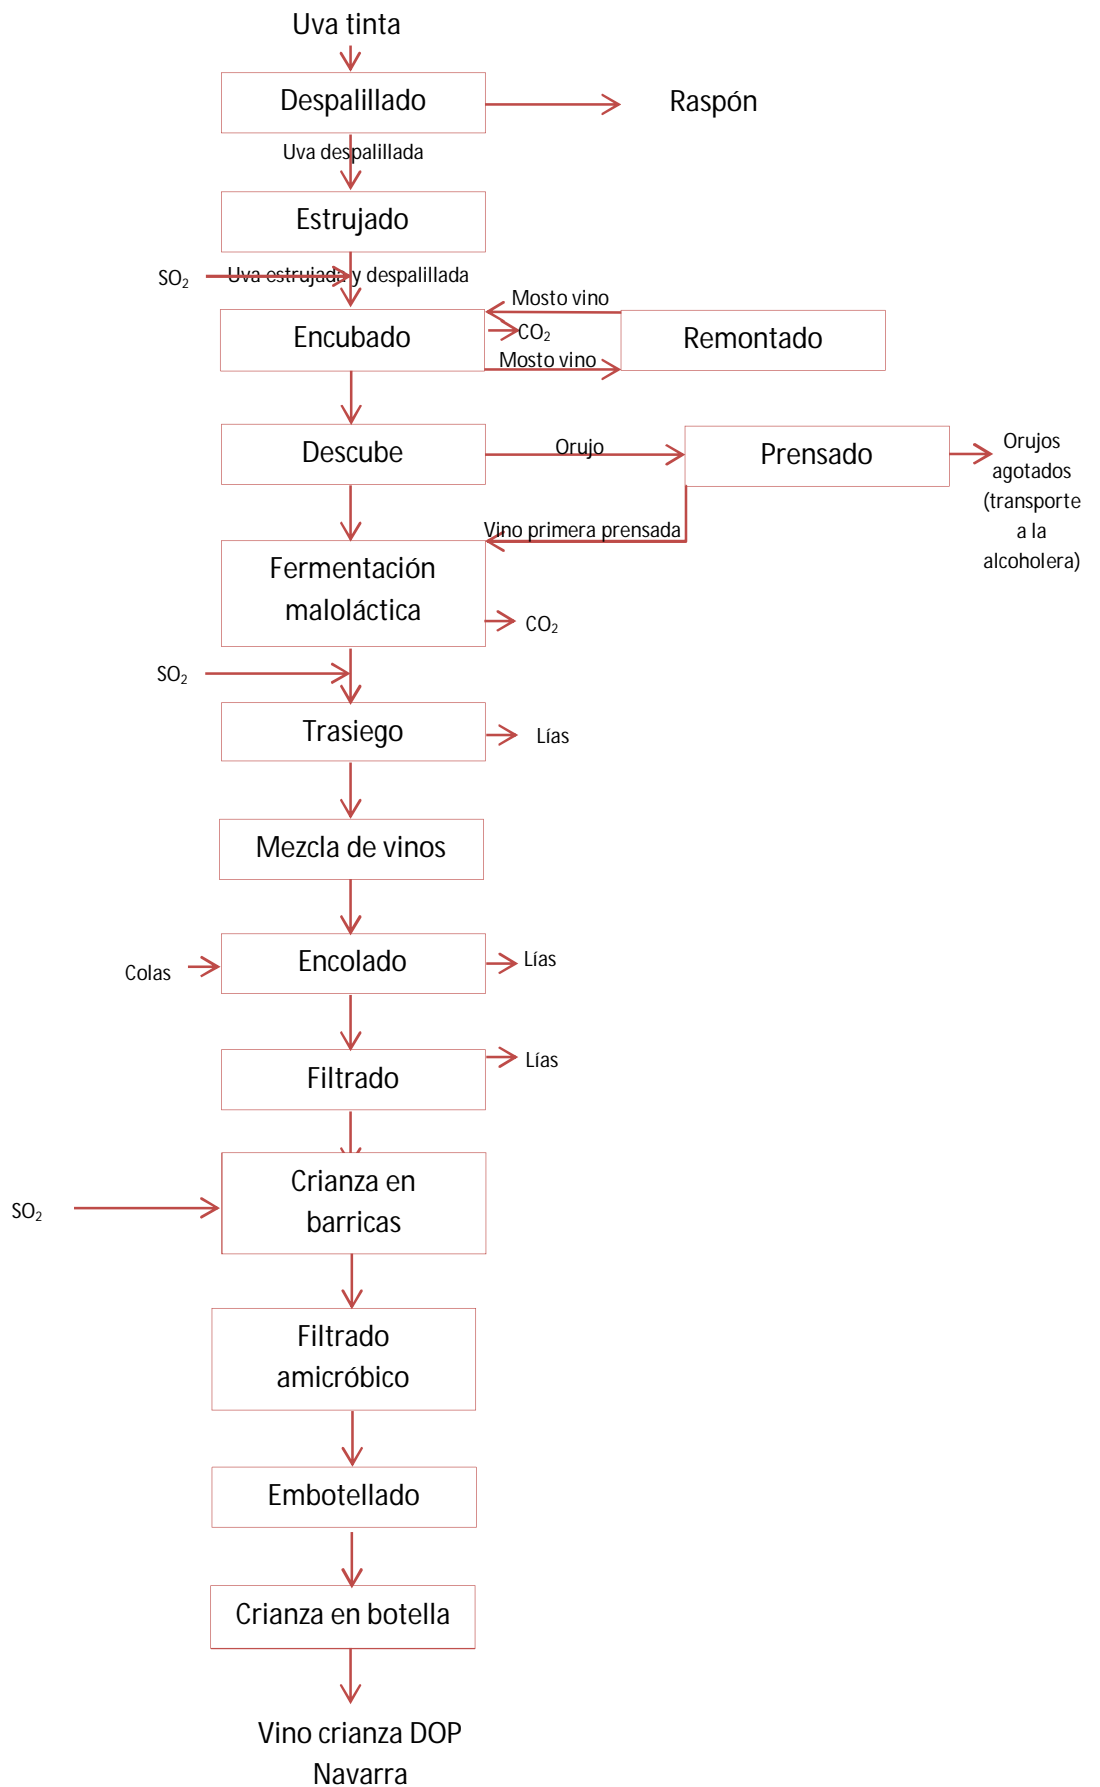 Uva tinta
Despalillado
Raspón
Uva despalillada
Estrujado
SO₂
Uva estrujada y despalillada
Mosto vino
Encubado
CO₂
Remontado
Mosto vino
Descube
Orujo
Prensado
Orujos
agotados
(transporte
a la
alcoholera)
Vino primera prensada
Fermentación
maloláctica
CO₂
SO₂
Trasiego
Lías
Mezcla de vinos
Colas
Encolado
Lías
Filtrado
Lías
SO₂
Crianza en
barricas
Filtrado
amicróbico
Embotellado
Crianza en botella
Vino crianza DOP
Navarra